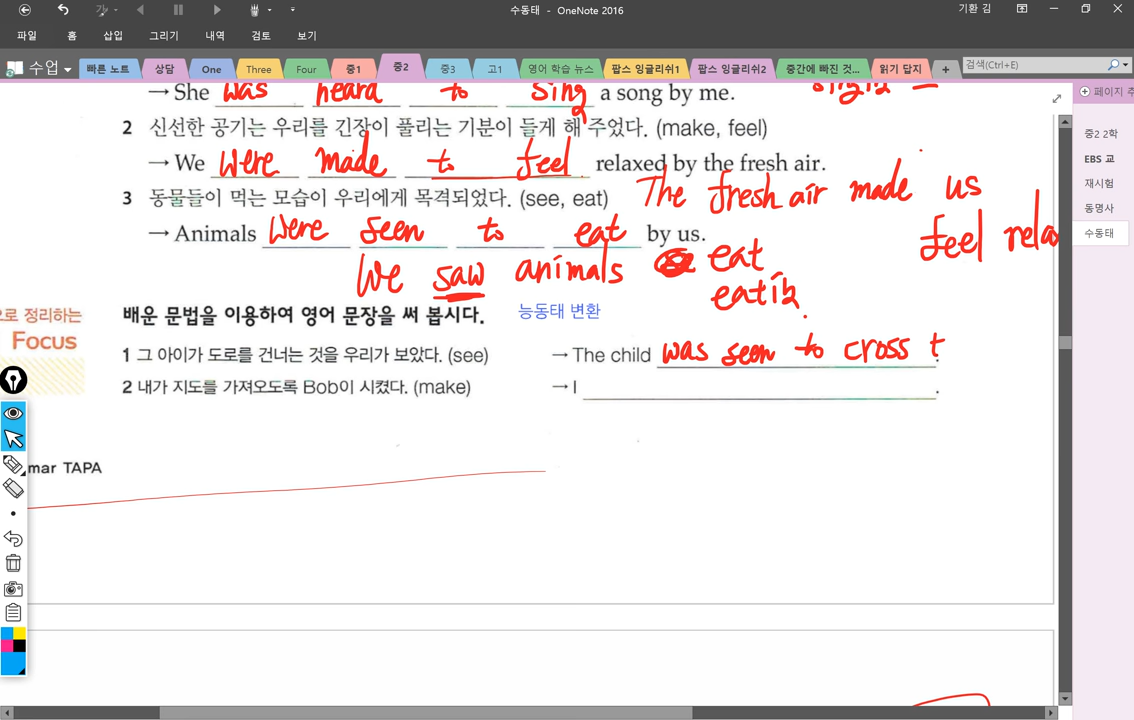 수동태 - OneNote 2016
기환 김
파일 홈 삽입 그리기 내역 검토 보기
수업 빠른 노트 상담 One Three Four 중1 중2 중3 고1 영어 학습 뉴스 팝스 잉글리쉬1 팝스 잉글리쉬2 중간에 빠진 것... 읽기 답지 + 검색(Ctrl+E)
페이지 추
중2 2학
EBS 교
재시험
동명사
수동태
→ She was heard to sing a song by me.
2 신선한 공기는 우리를 긴장이 풀리는 기분이 들게 해 주었다. (make, feel)
→ We were made to feel relaxed by the fresh air.
The fresh air made us
feel rela
3 동물들이 먹는 모습이 우리에게 목격되었다. (see, eat)
→ Animals were seen to eat by us.
We saw animals eat
eating
으로 정리하는
Focus
배운 문법을 이용하여 영어 문장을 써 봅시다. 능동태 변환
1 그 아이가 도로를 건너는 것을 우리가 보았다. (see) → The child was seen to cross t.
2 내가 지도를 가져오도록 Bob이 시켰다. (make) → I .
mar TAPA